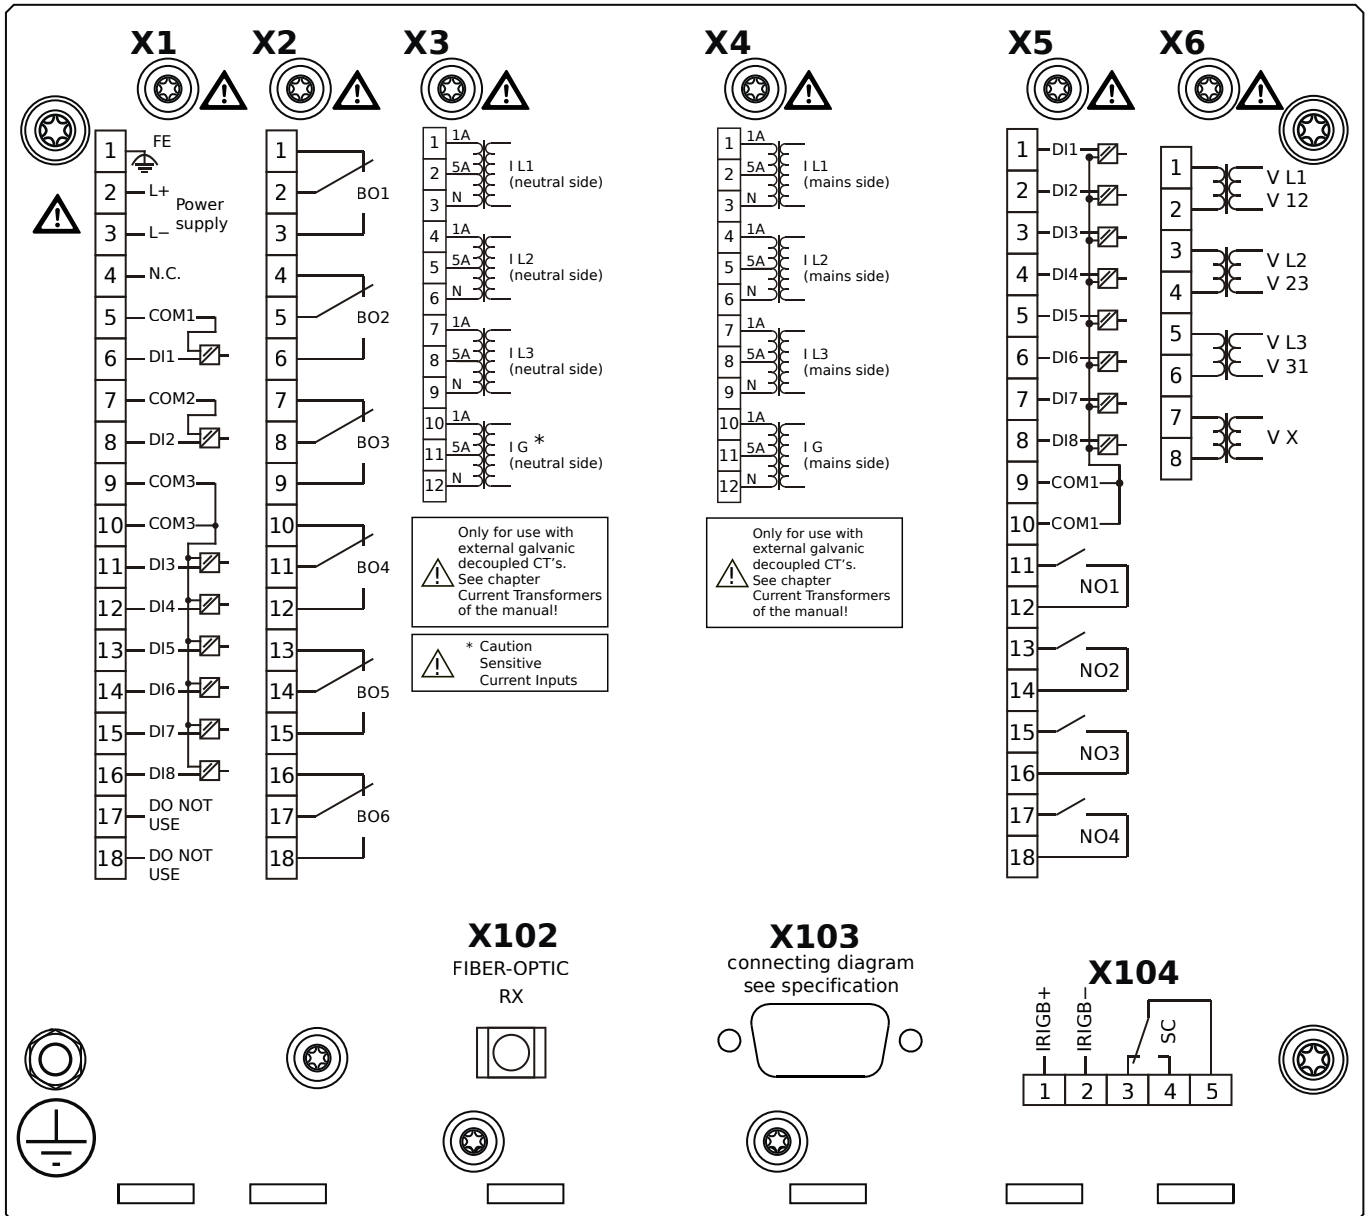 X1
X2
X3
X4
X5
X6
1 FE
2 L+
Power
supply
3 L−
4 N.C.
5 COM1
6 DI1
7 COM2
8 DI2
9 COM3
10 COM3
11 DI3
12 DI4
13 DI5
14 DI6
15 DI7
16 DI8
17 DO NOT
USE
18 DO NOT
USE
1
2 BO1
3
4
5 BO2
6
7
8 BO3
9
10
11 BO4
12
13
14 BO5
15
16
17 BO6
18
1 1A
2 5A I L1
(neutral side)
3 N
4 1A
5 5A I L2
(neutral side)
6 N
7 1A
8 5A I L3
(neutral side)
9 N
10 1A
11 5A I G *
(neutral side)
12 N
Only for use with
external galvanic
decoupled CT's.
See chapter
Current Transformers
of the manual!
* Caution
Sensitive
Current Inputs
1 1A
2 5A I L1
(mains side)
3 N
4 1A
5 5A I L2
(mains side)
6 N
7 1A
8 5A I L3
(mains side)
9 N
10 1A
11 5A I G
(mains side)
12 N
Only for use with
external galvanic
decoupled CT's.
See chapter
Current Transformers
of the manual!
1 DI1
2 DI2
3 DI3
4 DI4
5 DI5
6 DI6
7 DI7
8 DI8
9 COM1
10 COM1
11
NO1
12
13
NO2
14
15
NO3
16
17
NO4
18
1
V L1
V 12
2
3
V L2
V 23
4
5
V L3
V 31
6
7
V X
8
X102
FIBER-OPTIC
RX
X103
connecting diagram
see specification
X104
IRIGB+
IRIGB−
SC
1 2 3 4 5